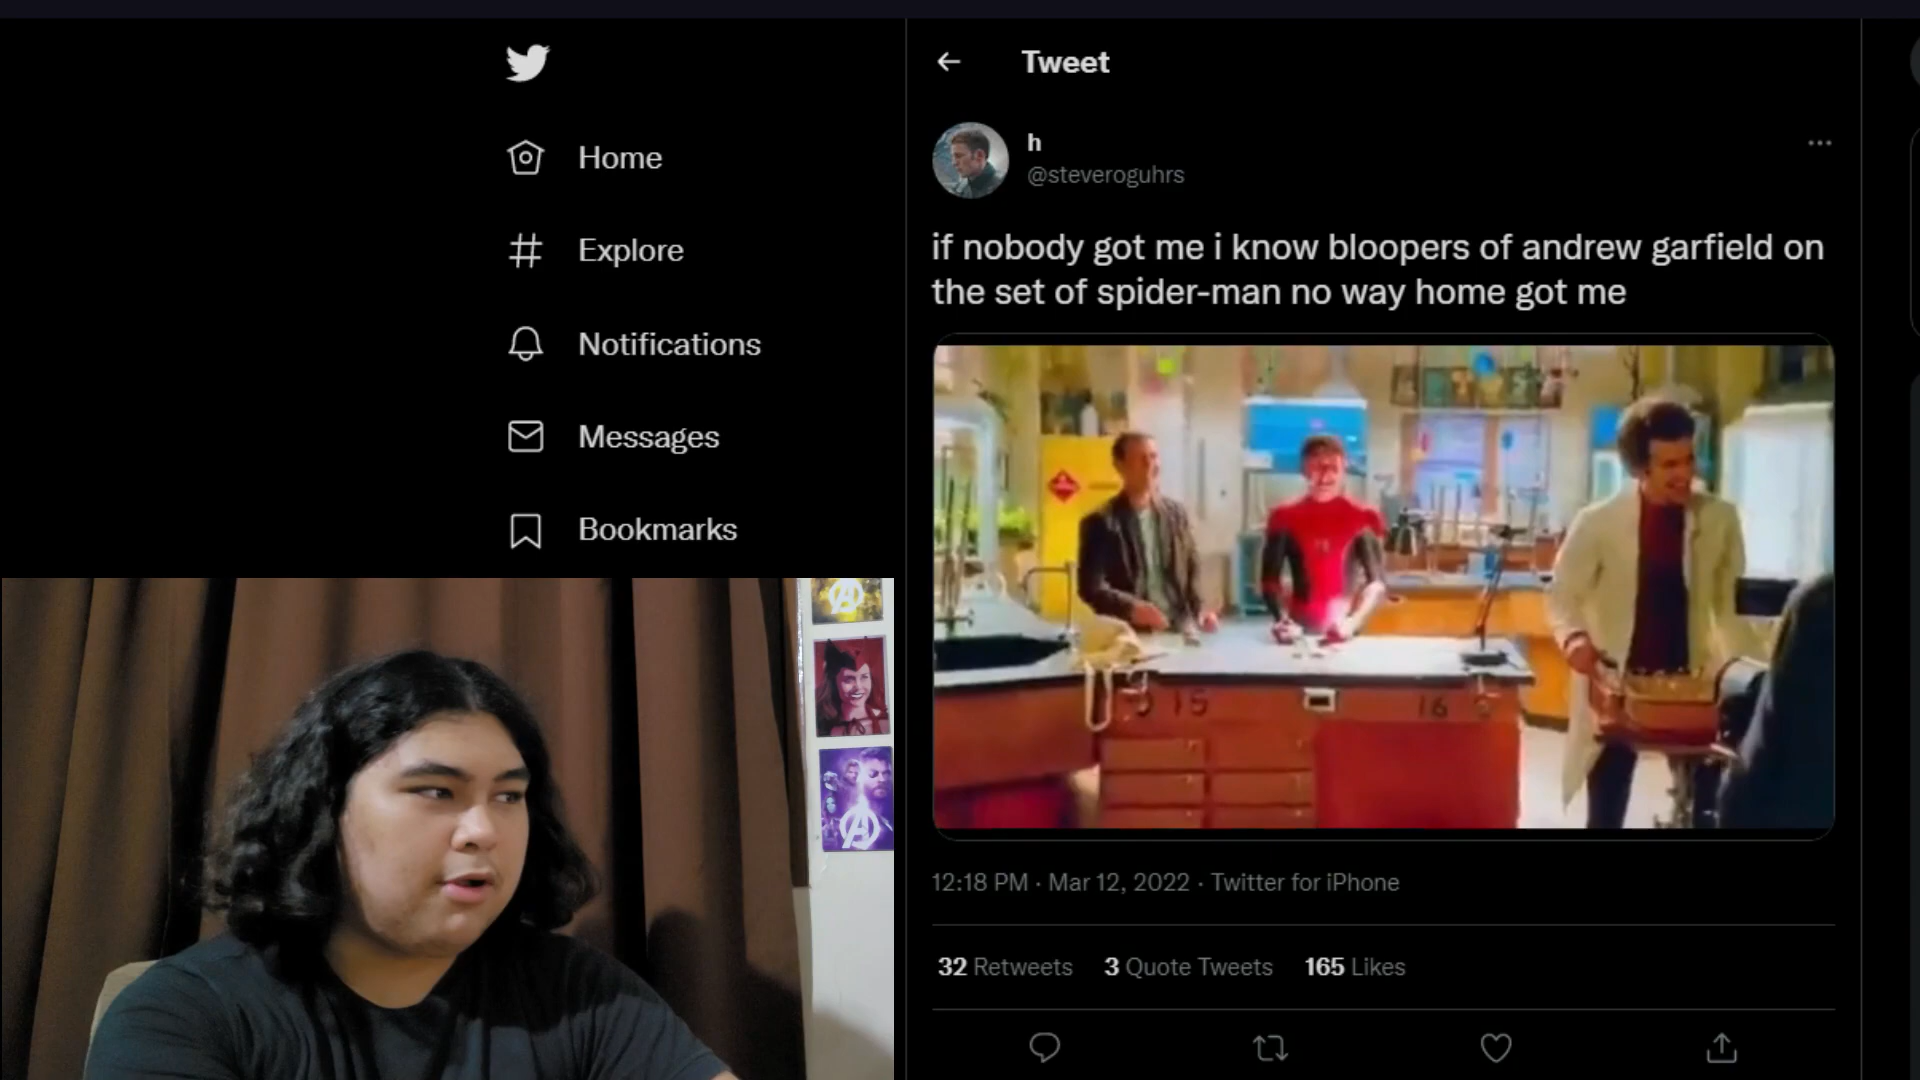 Home
Explore
Notifications
Messages
Bookmarks
Tweet
h
@steveroguhrs
if nobody got me i know bloopers of andrew garfield on
the set of spider-man no way home got me
15
16
12:18 PM · Mar 12, 2022 · Twitter for iPhone
32 Retweets 3 Quote Tweets 165 Likes